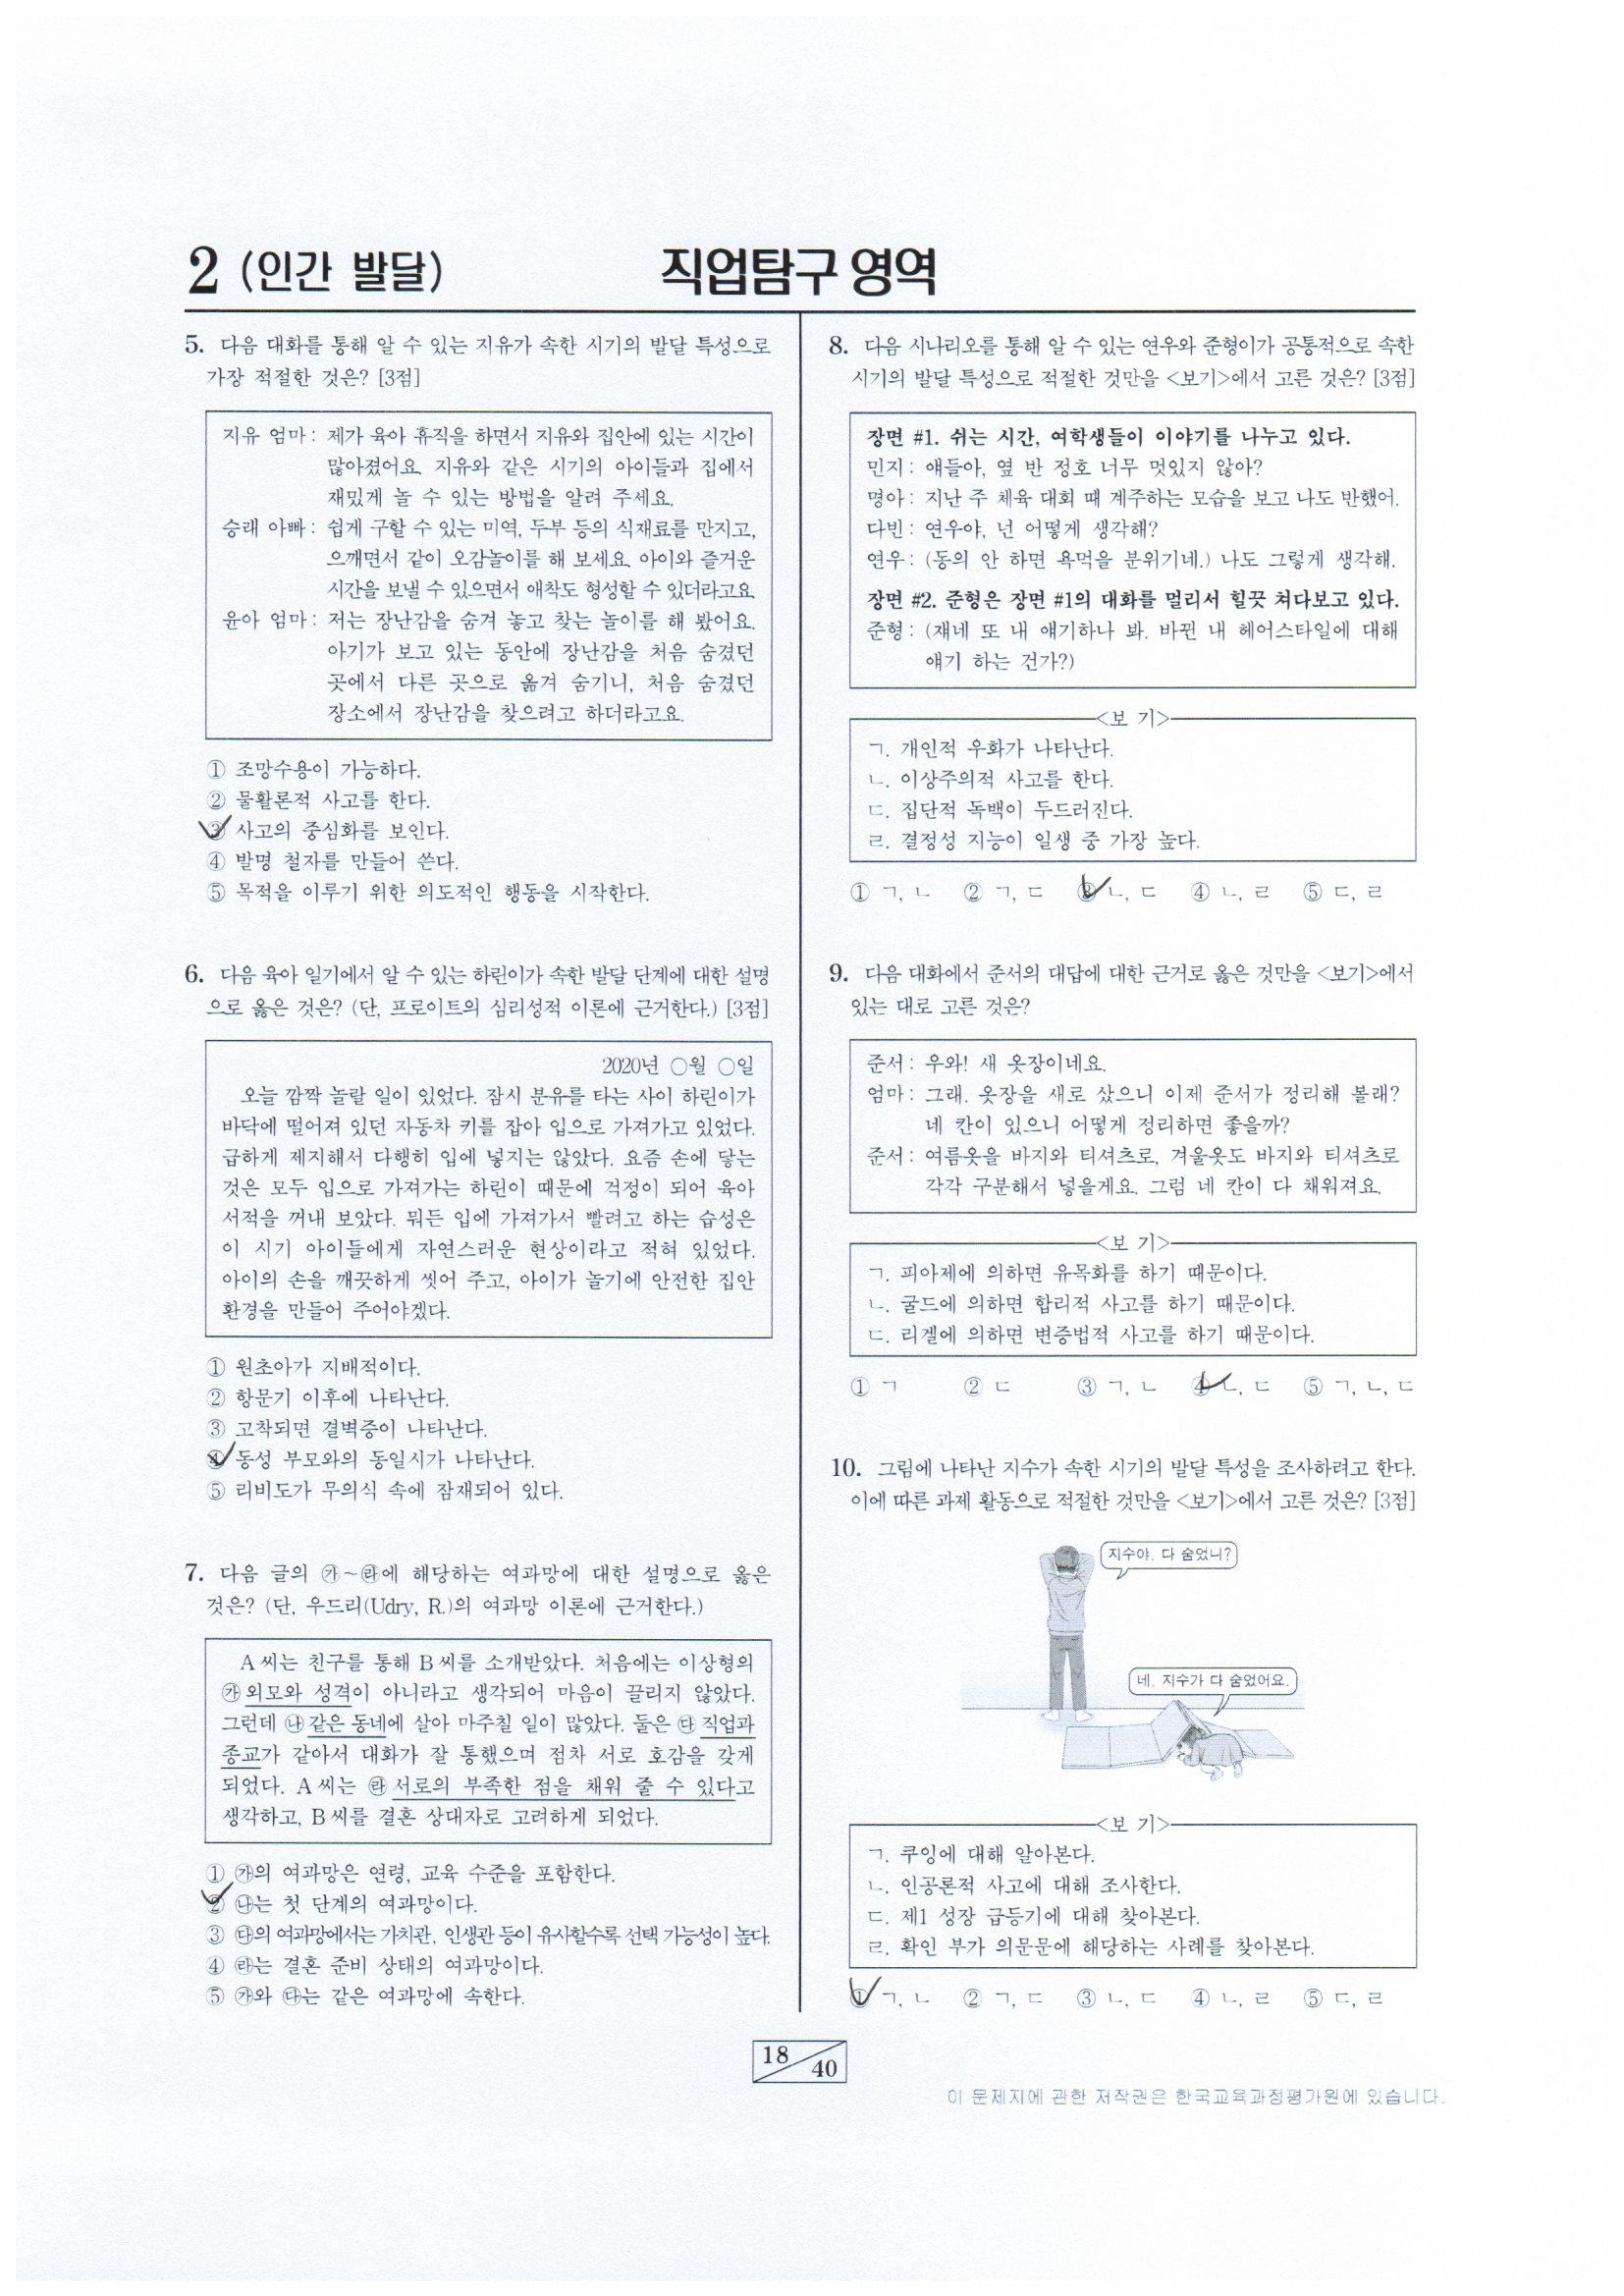 2 (인간 발달)
직업탐구 영역
5. 다음 대화를 통해 알 수 있는 지유가 속한 시기의 발달 특성으로
가장 적절한 것은? [3점]
지유 엄마 : 제가 육아 휴직을 하면서 지유와 집안에 있는 시간이
많아졌어요. 지유와 같은 시기의 아이들과 집에서
재밌게 놀 수 있는 방법을 알려 주세요.
승래 아빠 : 쉽게 구할 수 있는 미역, 두부 등의 식재료를 만지고,
으깨면서 같이 오감놀이를 해 보세요. 아이와 즐거운
시간을 보낼 수 있으면서 애착도 형성할 수 있더라고요.
윤아 엄마 : 저는 장난감을 숨겨 놓고 찾는 놀이를 해 봤어요.
아기가 보고 있는 동안에 장난감을 처음 숨겼던
곳에서 다른 곳으로 옮겨 숨기니, 처음 숨겼던
장소에서 장난감을 찾으려고 하더라고요.
① 조망수용이 가능하다.
② 물활론적 사고를 한다.
③ 사고의 중심화를 보인다.
④ 발명 철자를 만들어 쓴다.
⑤ 목적을 이루기 위한 의도적인 행동을 시작한다.
6. 다음 육아 일기에서 알 수 있는 하린이가 속한 발달 단계에 대한 설명
으로 옳은 것은? (단, 프로이트의 심리성적 이론에 근거한다.) [3점]
2020년 ○월 ○일
오늘 깜짝 놀랄 일이 있었다. 잠시 분유를 타는 사이 하린이가
바닥에 떨어져 있던 자동차 키를 잡아 입으로 가져가고 있었다.
급하게 제지해서 다행히 입에 넣지는 않았다. 요즘 손에 닿는
것은 모두 입으로 가져가는 하린이 때문에 걱정이 되어 육아
서적을 꺼내 보았다. 뭐든 입에 가져가서 빨려고 하는 습성은
이 시기 아이들에게 자연스러운 현상이라고 적혀 있었다.
아이의 손을 깨끗하게 씻어 주고, 아이가 놀기에 안전한 집안
환경을 만들어 주어야겠다.
① 원초아가 지배적이다.
② 항문기 이후에 나타난다.
③ 고착되면 결벽증이 나타난다.
④ 동성 부모와의 동일시가 나타난다.
⑤ 리비도가 무의식 속에 잠재되어 있다.
7. 다음 글의 ㉮~㉱에 해당하는 여과망에 대한 설명으로 옳은
것은? (단, 우드리(Udry, R.)의 여과망 이론에 근거한다.)
A 씨는 친구를 통해 B 씨를 소개받았다. 처음에는 이상형의
㉮ 외모와 성격이 아니라고 생각되어 마음이 끌리지 않았다.
그런데 ㉯ 같은 동네에 살아 마주칠 일이 많았다. 둘은 ㉰ 직업과
종교가 같아서 대화가 잘 통했으며 점차 서로 호감을 갖게
되었다. A 씨는 ㉱ 서로의 부족한 점을 채워 줄 수 있다고
생각하고, B 씨를 결혼 상대자로 고려하게 되었다.
① ㉮의 여과망은 연령, 교육 수준을 포함한다.
② ㉯는 첫 단계의 여과망이다.
③ ㉰의 여과망에서는 가치관, 인생관 등이 유사할수록 선택 가능성이 높다.
④ ㉱는 결혼 준비 상태의 여과망이다.
⑤ ㉮와 ㉰는 같은 여과망에 속한다.
8. 다음 시나리오를 통해 알 수 있는 연우와 준형이가 공통적으로 속한
시기의 발달 특성으로 적절한 것만을 <보기>에서 고른 것은? [3점]
장면 #1. 쉬는 시간, 여학생들이 이야기를 나누고 있다.
민지 : 얘들아, 옆 반 정호 너무 멋있지 않아?
명아 : 지난 주 체육 대회 때 계주하는 모습을 보고 나도 반했어.
다빈 : 연우야, 넌 어떻게 생각해?
연우 : (동의 안 하면 욕먹을 분위기네.) 나도 그렇게 생각해.
장면 #2. 준형은 장면 #1의 대화를 멀리서 힐끗 쳐다보고 있다.
준형 : (쟤네 또 내 얘기하나 봐. 바뀐 내 헤어스타일에 대해
얘기 하는 건가?)
<보 기>
ㄱ. 개인적 우화가 나타난다.
ㄴ. 이상주의적 사고를 한다.
ㄷ. 집단적 독백이 두드러진다.
ㄹ. 결정성 지능이 일생 중 가장 높다.
① ㄱ, ㄴ ② ㄱ, ㄷ ③ ㄴ, ㄷ ④ ㄴ, ㄹ ⑤ ㄷ, ㄹ
9. 다음 대화에서 준서의 대답에 대한 근거로 옳은 것만을 <보기>에서
있는 대로 고른 것은?
준서 : 우와! 새 옷장이네요.
엄마 : 그래. 옷장을 새로 샀으니 이제 준서가 정리해 볼래?
네 칸이 있으니 어떻게 정리하면 좋을까?
준서 : 여름옷을 바지와 티셔츠로, 겨울옷도 바지와 티셔츠로
각각 구분해서 넣을게요. 그럼 네 칸이 다 채워져요.
<보 기>
ㄱ. 피아제에 의하면 유목화를 하기 때문이다.
ㄴ. 굴드에 의하면 합리적 사고를 하기 때문이다.
ㄷ. 리겔에 의하면 변증법적 사고를 하기 때문이다.
① ㄱ ② ㄷ ③ ㄱ, ㄴ ④ ㄴ, ㄷ ⑤ ㄱ, ㄴ, ㄷ
10. 그림에 나타난 지수가 속한 시기의 발달 특성을 조사하려고 한다.
이에 따른 과제 활동으로 적절한 것만을 <보기>에서 고른 것은? [3점]
지수야. 다 숨었니?
네. 지수가 다 숨었어요.
<보 기>
ㄱ. 쿠잉에 대해 알아본다.
ㄴ. 인공론적 사고에 대해 조사한다.
ㄷ. 제1 성장 급등기에 대해 찾아본다.
ㄹ. 확인 부가 의문문에 해당하는 사례를 찾아본다.
① ㄱ, ㄴ ② ㄱ, ㄷ ③ ㄴ, ㄷ ④ ㄴ, ㄹ ⑤ ㄷ, ㄹ
18
40
이 문제지에 관한 저작권은 한국교육과정평가원에 있습니다.